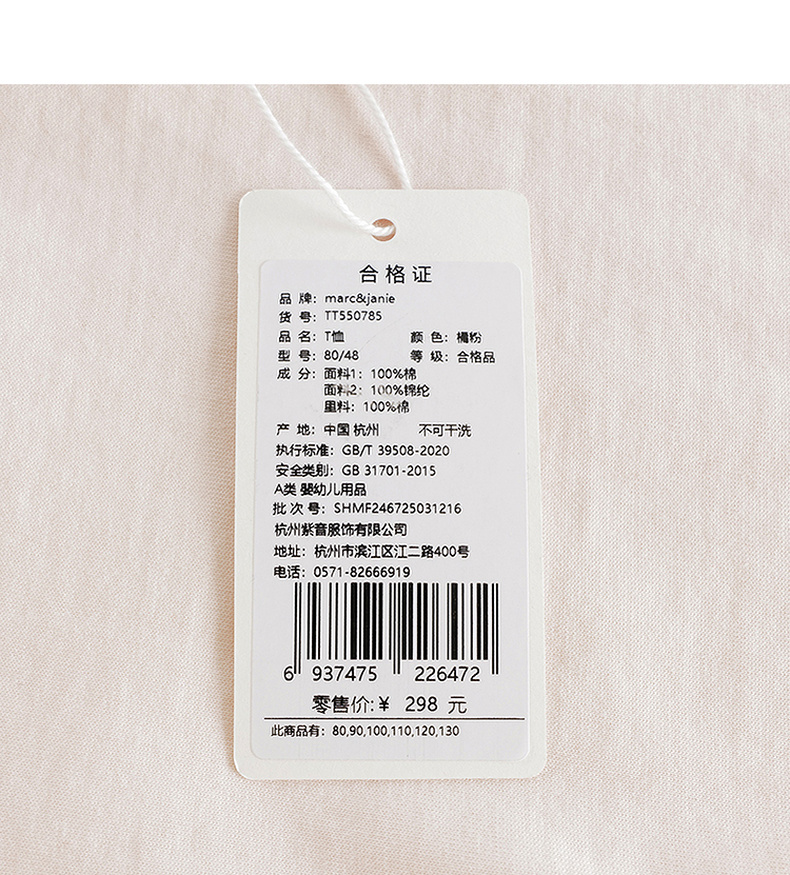 合格证
品 牌：marc&janie
货 号：TT550785
品 名：T恤 颜 色：橘粉
型 号：80/48 等 级：合格品
成 分：面料1：100%棉
面料2：100%锦纶
里料：100%棉
产 地：中国 杭州 不可干洗
执行标准：GB/T 39508-2020
安全类别：GB 31701-2015
A类 婴幼儿用品
批 次 号：SHMF246725031216
杭州紫音服饰有限公司
地址：杭州市滨江区江二路400号
电话：0571-82666919
6 937475 226472
零售价:￥ 298 元
此商品有：80,90,100,110,120,130